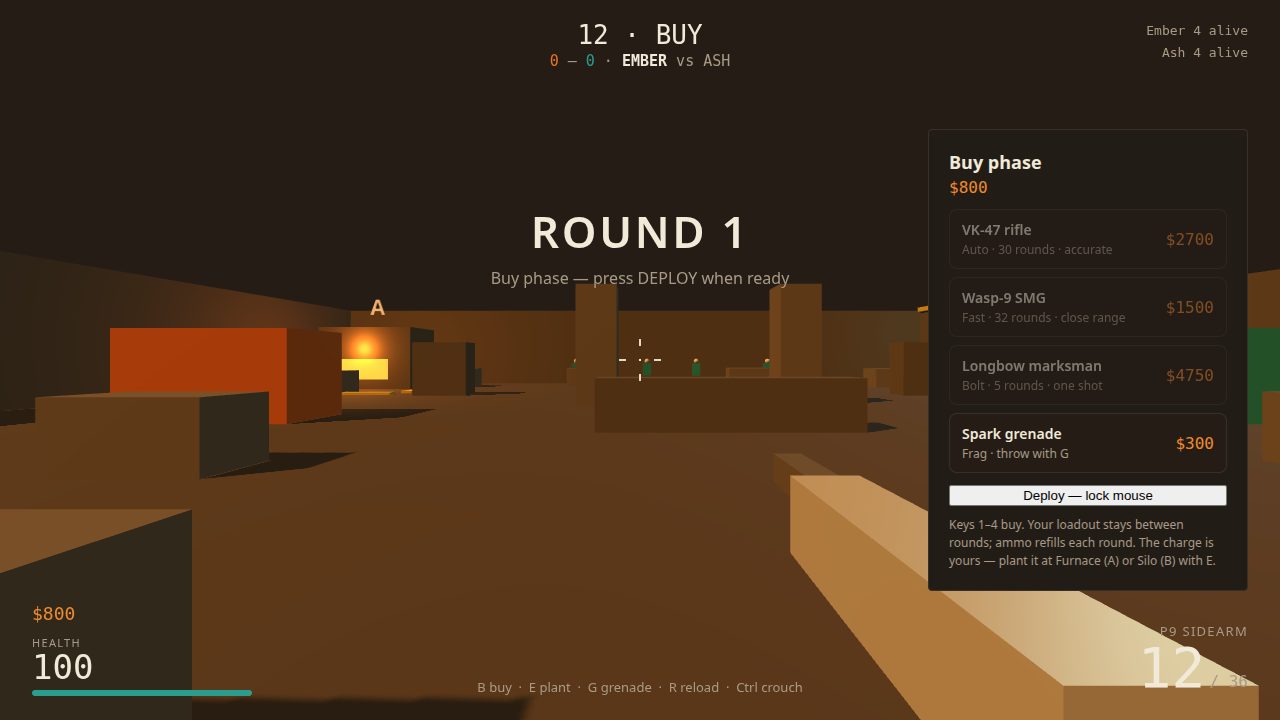 12 · BUY
0 — 0 · EMBER vs ASH
Ember 4 alive
Ash 4 alive
ROUND 1
Buy phase — press DEPLOY when ready
A
Buy phase
$800
VK-47 rifle
Auto · 30 rounds · accurate
$2700
Wasp-9 SMG
Fast · 32 rounds · close range
$1500
Longbow marksman
Bolt · 5 rounds · one shot
$4750
Spark grenade
Frag · throw with G
$300
Deploy — lock mouse
Keys 1–4 buy. Your loadout stays between
rounds; ammo refills each round. The charge is
yours — plant it at Furnace (A) or Silo (B) with E.
$800
HEALTH
100
B buy · E plant · G grenade · R reload · Ctrl crouch
P9 SIDEARM
12 / 36